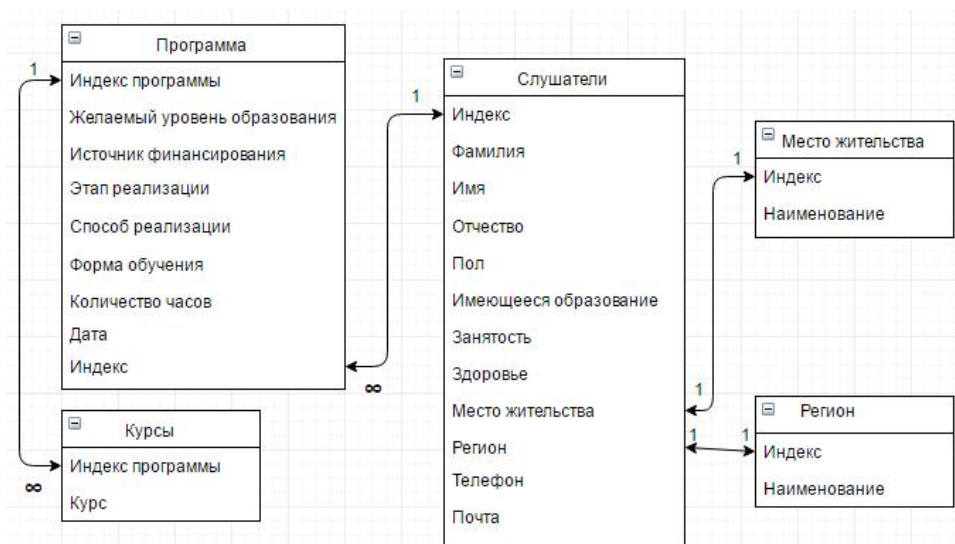 Программа
1
Индекс программы
Желаемый уровень образования
Источник финансирования
Этап реализации
Способ реализации
Форма обучения
Количество часов
Дата
Индекс
∞
Курсы
Индекс программы
∞
Курс
Слушатели
1
Индекс
Фамилия
Имя
Отчество
Пол
Имеющееся образование
Занятость
Здоровье
1
Место жительства
1
1
Регион
Телефон
Почта
Место жительства
1
Индекс
Наименование
Регион
Индекс
Наименование